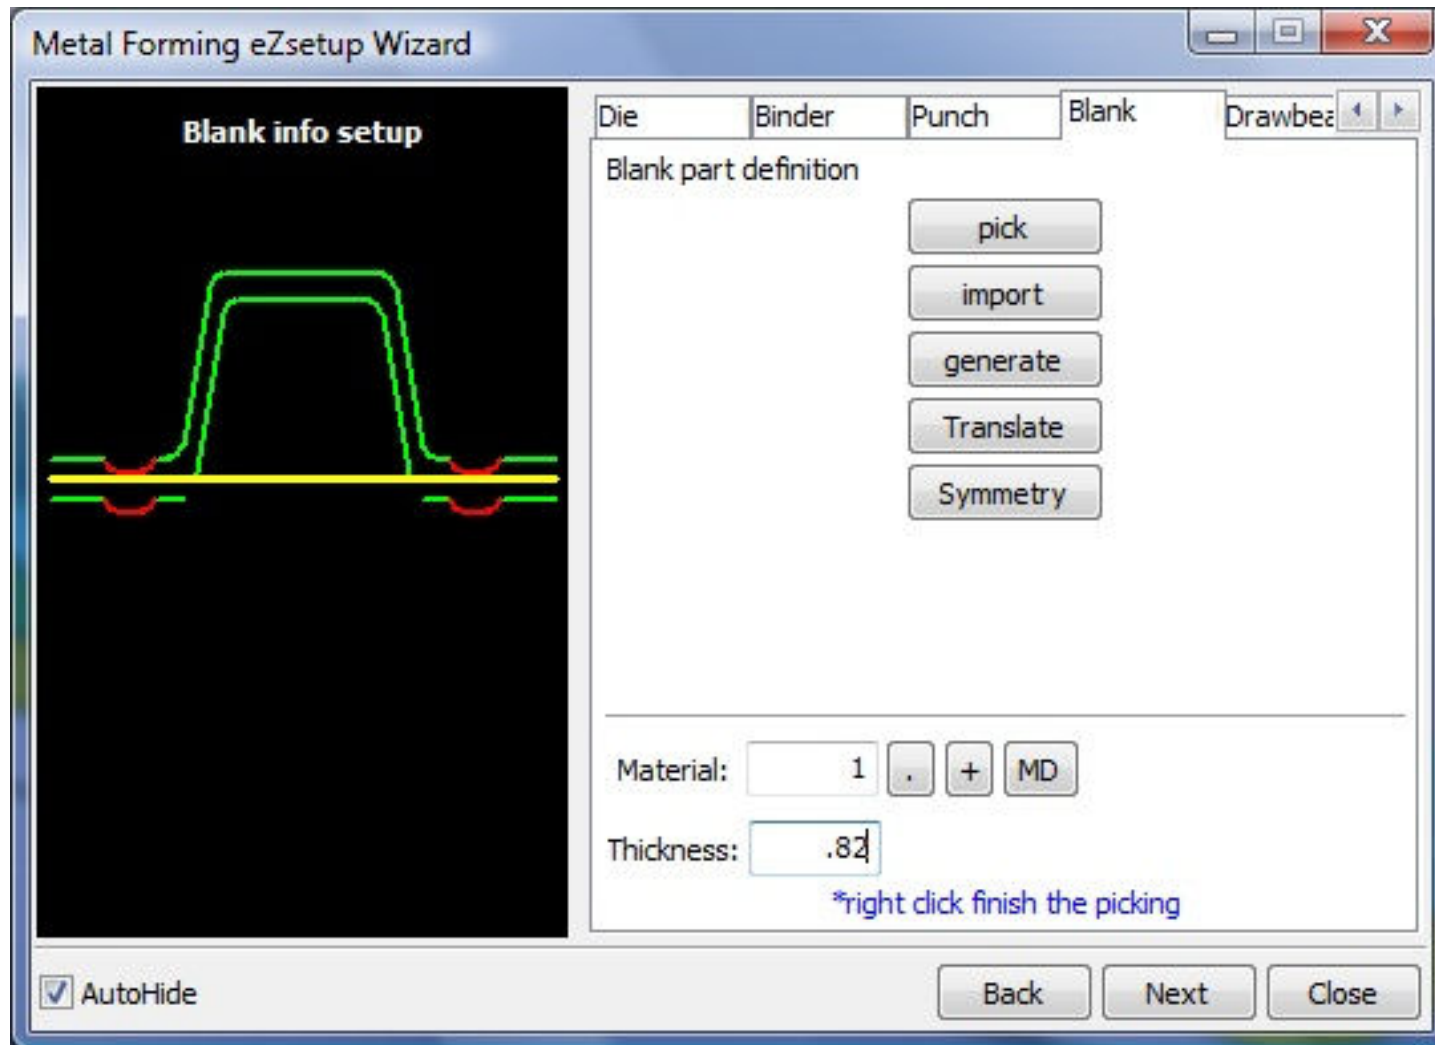 Metal Forming eZsetup Wizard
Blank info setup
Die Binder Punch Blank Drawbea
Blank part definition
pick
import
generate
Translate
Symmetry
Material: 1 . + MD
Thickness: .82
*right click finish the picking
AutoHide Back Next Close